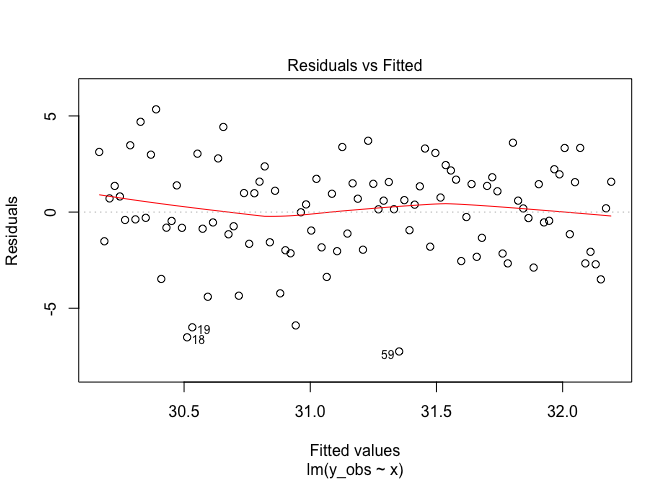 Residuals vs Fitted
Residuals
5
0
-5
19
18
59
30.5 31.0 31.5 32.0
Fitted values
lm(y_obs ~ x)